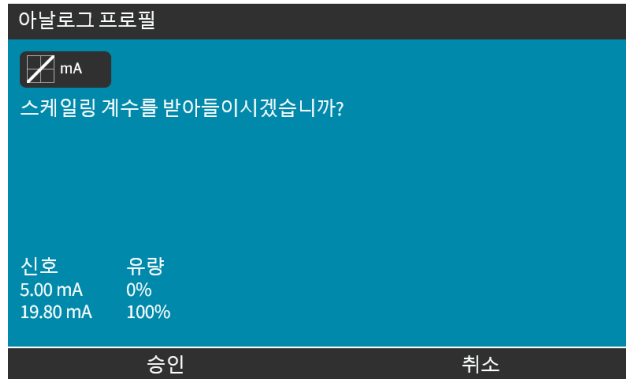 아날로그 프로필
mA
스케일링 계수를 받아들이시겠습니까?
신호 유량
5.00 mA 0%
19.80 mA 100%
승인 취소